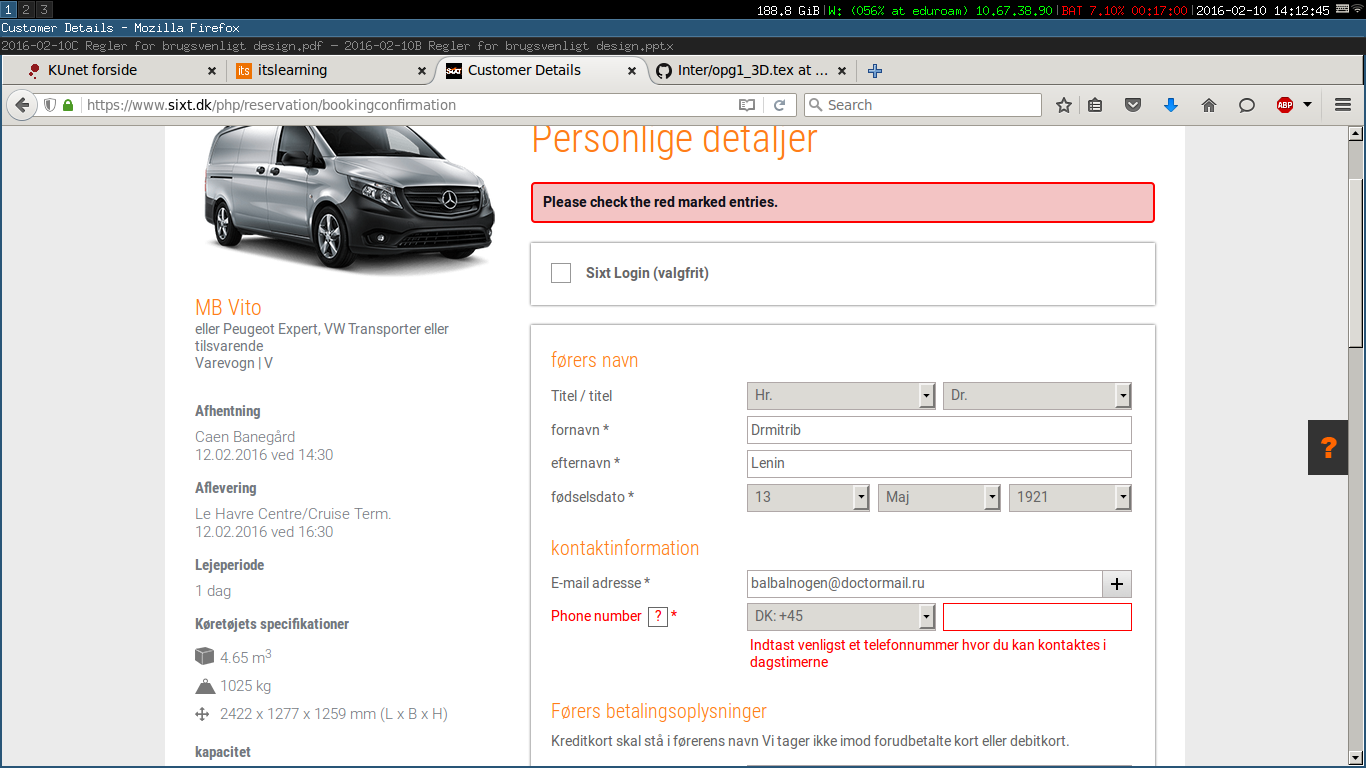 1 2 3 188.8 GiB|W: (056% at eduroam) 10.67.38.90|BAT 7.10% 00:17:00|2016-02-10 14:12:45
Customer Details - Mozilla Firefox
2016-02-10C Regler for brugsvenligt design.pdf — 2016-02-10B Regler for brugsvenligt design.pptx
KUnet forside
its itslearning
Sixt Customer Details
Inter/opg1_3D.tex at ...
https://www.sixt.dk/php/reservation/bookingconfirmation
Search
ABP
Personlige detaljer
Please check the red marked entries.
Sixt Login (valgfrit)
MB Vito
eller Peugeot Expert, VW Transporter eller
tilsvarende
Varevogn | V
Afhentning
Caen Banegård
12.02.2016 ved 14:30
Aflevering
Le Havre Centre/Cruise Term.
12.02.2016 ved 16:30
Lejeperiode
1 dag
Køretøjets specifikationer
4.65 m³
1025 kg
2422 x 1277 x 1259 mm (L x B x H)
kapacitet
førers navn
Titel / titel Hr. Dr.
fornavn * Drmitrib
efternavn * Lenin
fødselsdato * 13 Maj 1921
kontaktinformation
E-mail adresse * balbalnogen@doctormail.ru +
Phone number ? * DK: +45
Indtast venligst et telefonnummer hvor du kan kontaktes i
dagstimerne
Førers betalingsoplysninger
Kreditkort skal stå i førerens navn Vi tager ikke imod forudbetalte kort eller debitkort.
?